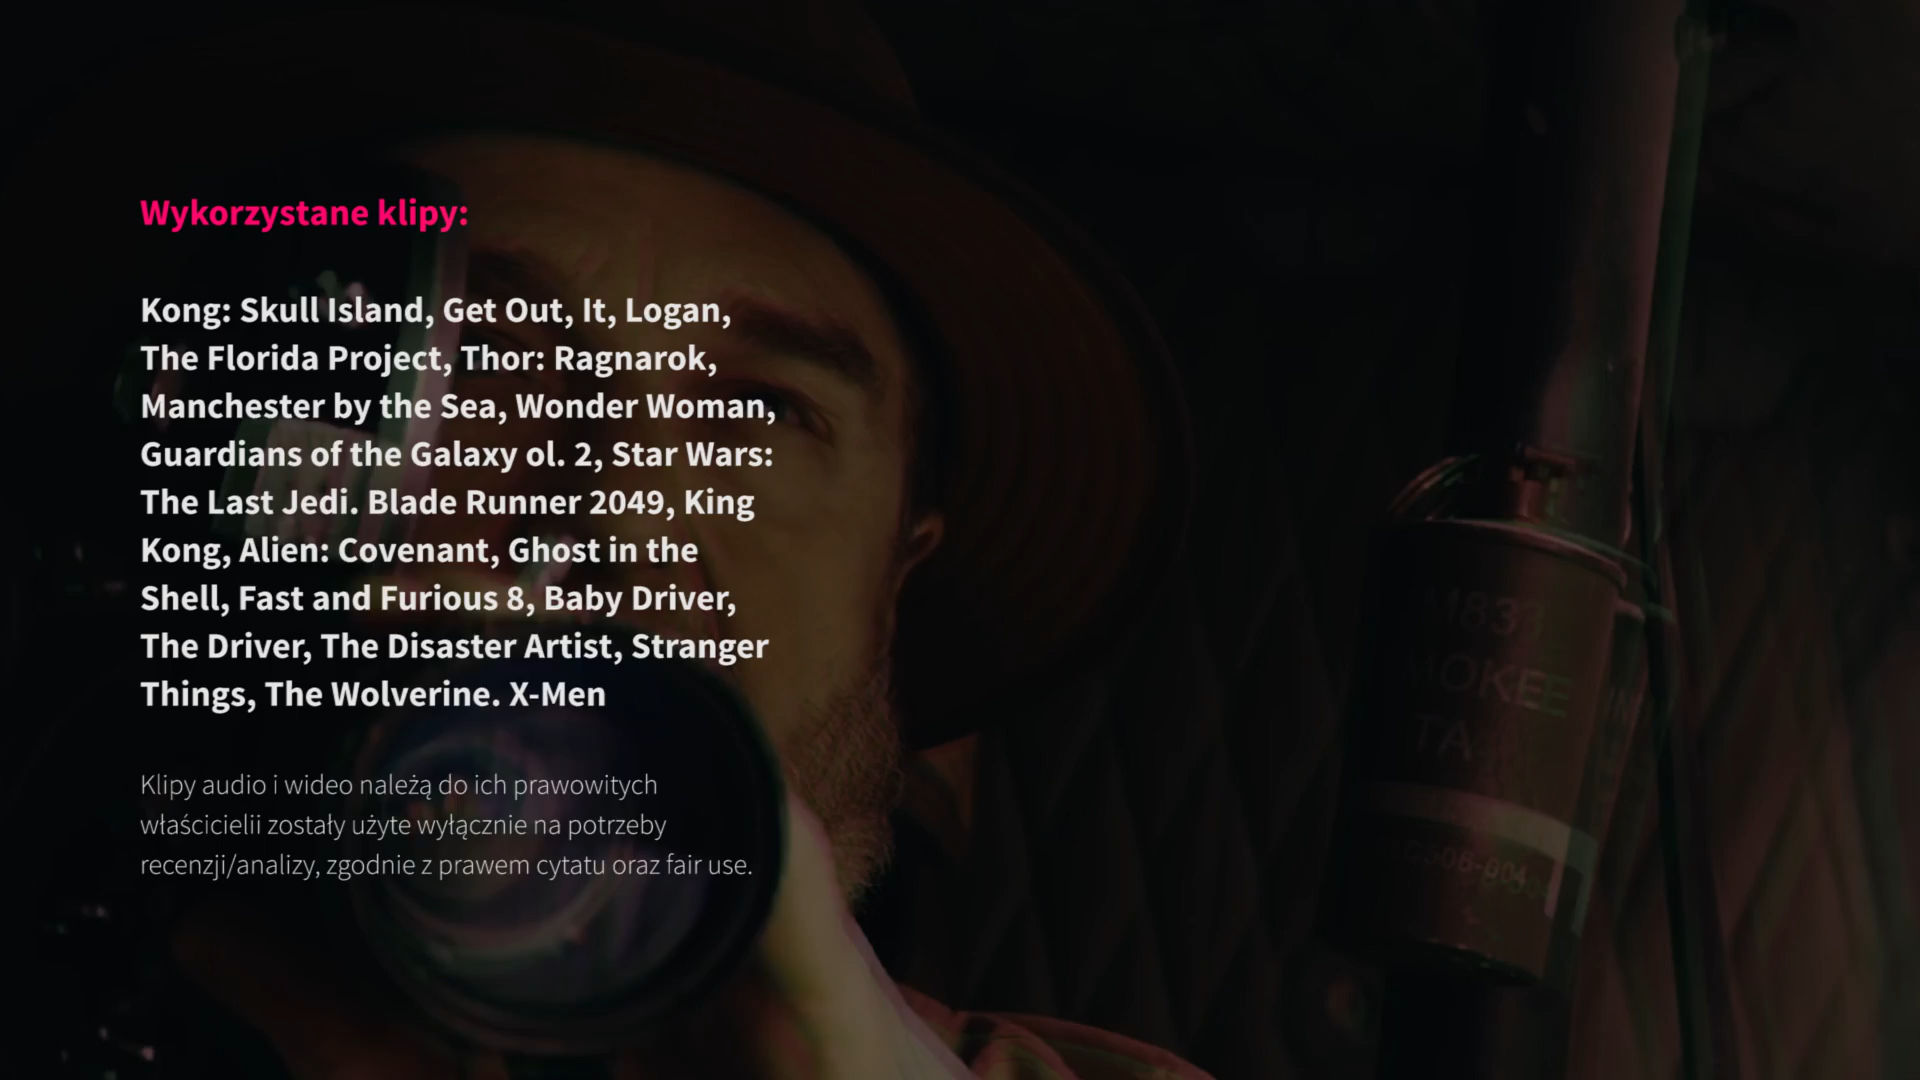 Wykorzystane klipy:
Kong: Skull Island, Get Out, It, Logan,
The Florida Project, Thor: Ragnarok,
Manchester by the Sea, Wonder Woman,
Guardians of the Galaxy ol. 2, Star Wars:
The Last Jedi. Blade Runner 2049, King
Kong, Alien: Covenant, Ghost in the
Shell, Fast and Furious 8, Baby Driver,
The Driver, The Disaster Artist, Stranger
Things, The Wolverine. X-Men
Klipy audio i wideo należą do ich prawowitych
właścicielii zostały użyte wyłącznie na potrzeby
recenzji/analizy, zgodnie z prawem cytatu oraz fair use.